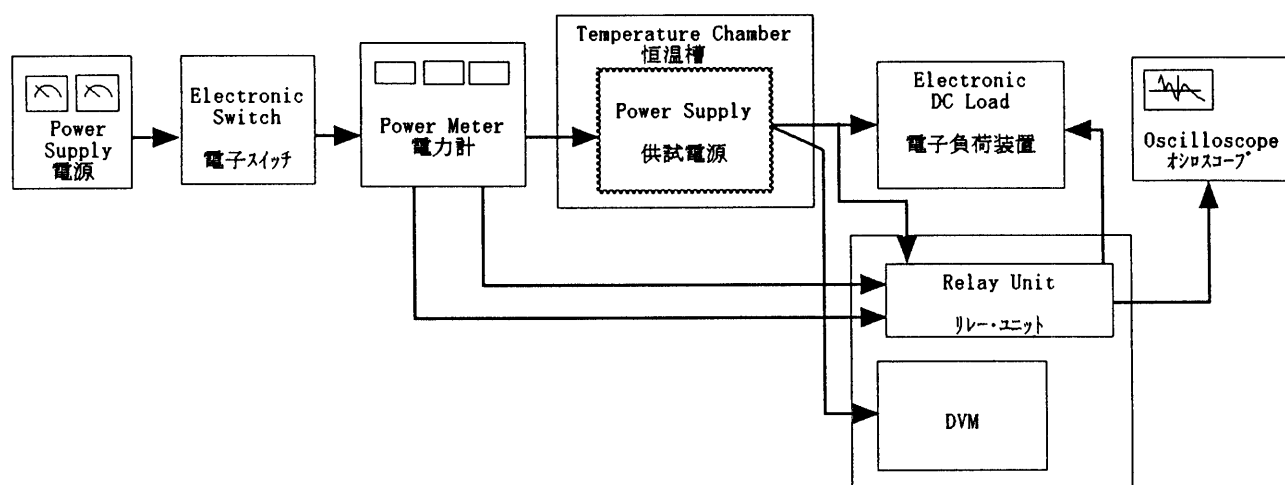 Power
Supply
電源
Electronic
Switch
電子スイッチ
Power Meter
電力計
Temperature Chamber
恒温槽
Power Supply
供試電源
Electronic
DC Load
電子負荷装置
Oscilloscope
オシロスコープ
Relay Unit
リレー・ユニット
DVM